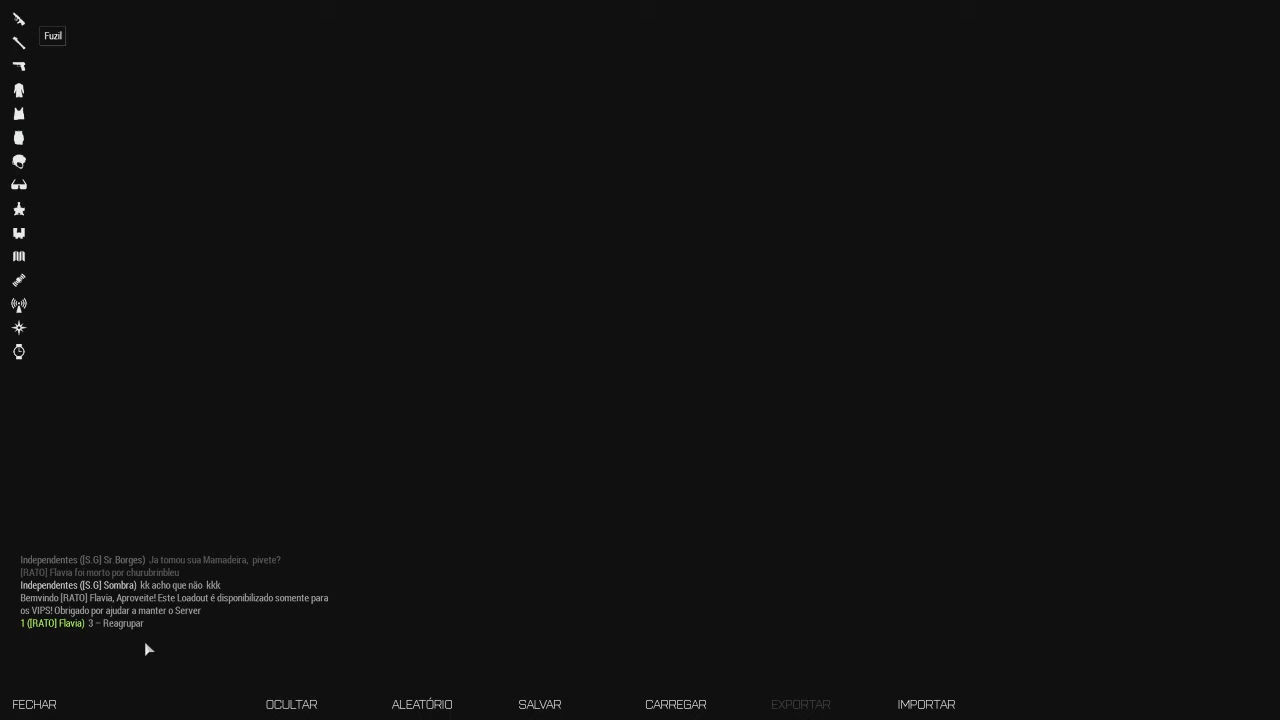 Fuzil
Independentes ([S.G] Sr.Borges) Ja tomou sua Mamadeira, pivete?
[RATO] Flavia foi morto por churubrinbleu
Independentes ([S.G] Sombra) kk acho que não kkk
Bemvindo [RATO] Flavia, Aproveite! Este Loadout é disponibilizado somente para
os VIPS! Obrigado por ajudar a manter o Server
1 ([RATO] Flavia) 3 – Reagrupar
FECHAR OCULTAR ALEATÓRIO SALVAR CARREGAR EXPORTAR IMPORTAR